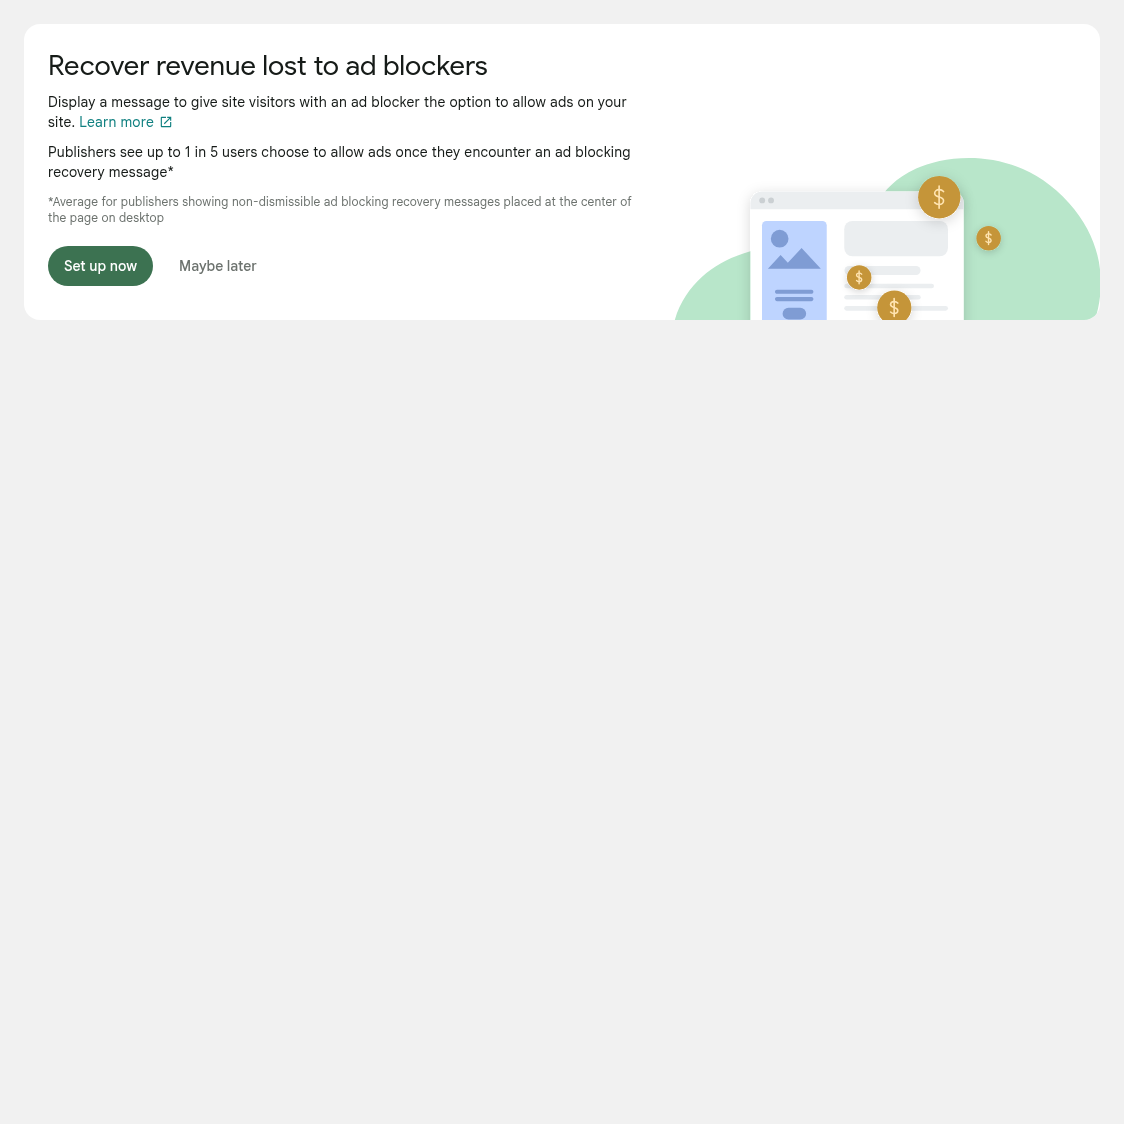 Recover revenue lost to ad blockers
Display a message to give site visitors with an ad blocker the option to allow ads on your
site. Learn more
Publishers see up to 1 in 5 users choose to allow ads once they encounter an ad blocking
recovery message*
*Average for publishers showing non-dismissible ad blocking recovery messages placed at the center of
the page on desktop
Set up now Maybe later
$
$
$
$